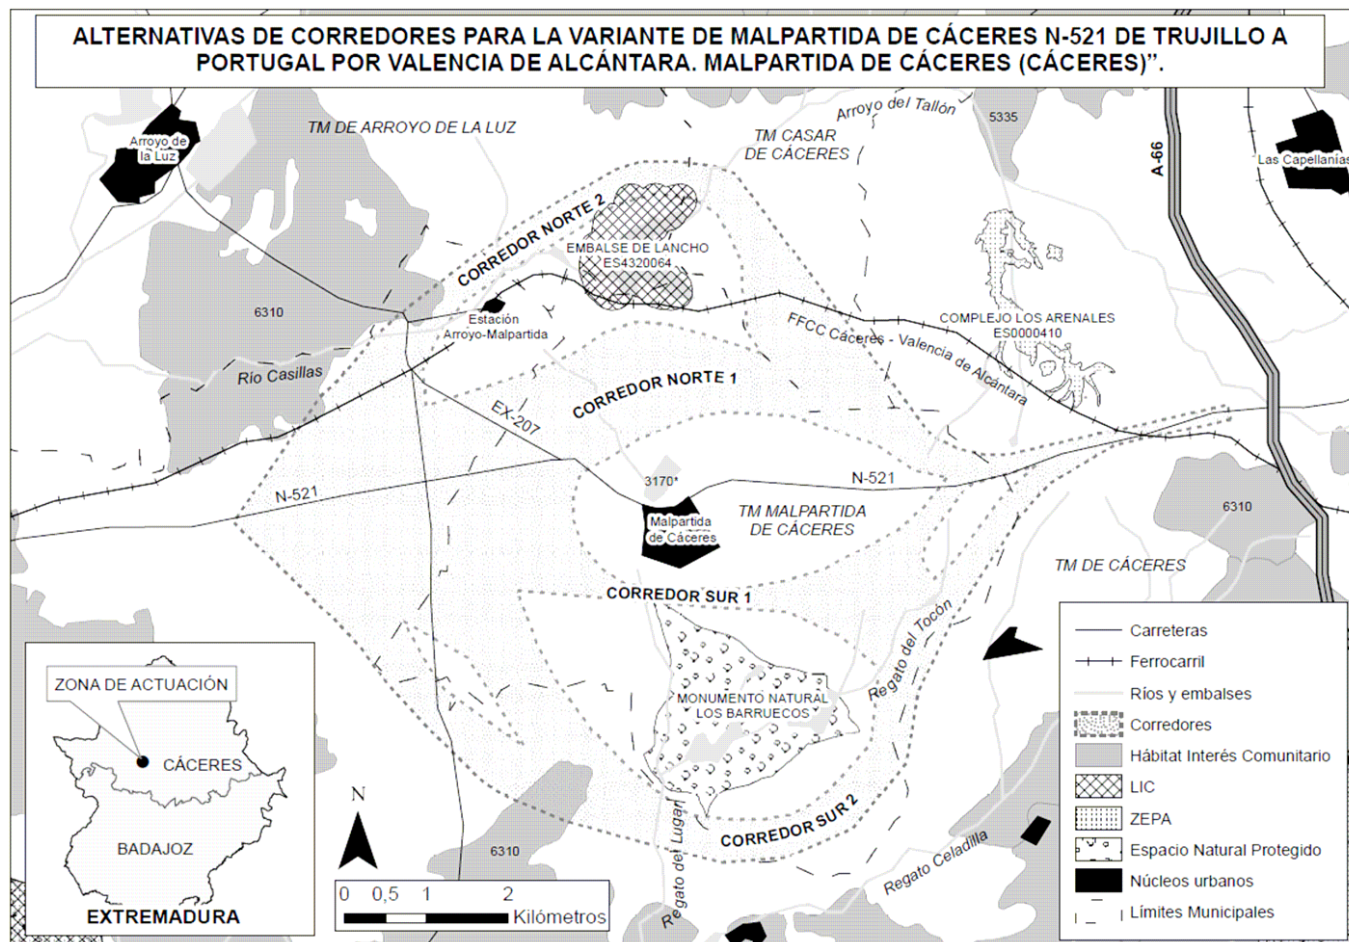 ALTERNATIVAS DE CORREDORES PARA LA VARIANTE DE MALPARTIDA DE CÁCERES N-521 DE TRUJILLO A
PORTUGAL POR VALENCIA DE ALCÁNTARA. MALPARTIDA DE CÁCERES (CÁCERES)”.
Arroyo del Tallón
5335
TM DE ARROYO DE LA LUZ
TM CASAR
DE CÁCERES
Arroyo de
la Luz
A-66
Las Capellanías
CORREDOR NORTE 2
EMBALSE DE LANCHO
ES4320064
6310
Estación
Arroyo-Malpartida
COMPLEJO LOS ARENALES
ES0000410
FFCC Cáceres - Valencia de Alcántara
Río Casillas
CORREDOR NORTE 1
EX-207
N-521
3170*
N-521
6310
Malpartida
de Cáceres
TM MALPARTIDA
DE CÁCERES
TM DE CÁCERES
CORREDOR SUR 1
Regato del Tocón
MONUMENTO NATURAL
LOS BARRUECOS
CORREDOR SUR 2
Regato del Lugar
Regato Celadilla
6310
ZONA DE ACTUACIÓN
CÁCERES
BADAJOZ
EXTREMADURA
N
0 0,5 1 2
Kilómetros
Carreteras
Ferrocarril
Ríos y embalses
Corredores
Hábitat Interés Comunitario
LIC
ZEPA
Espacio Natural Protegido
Núcleos urbanos
Límites Municipales